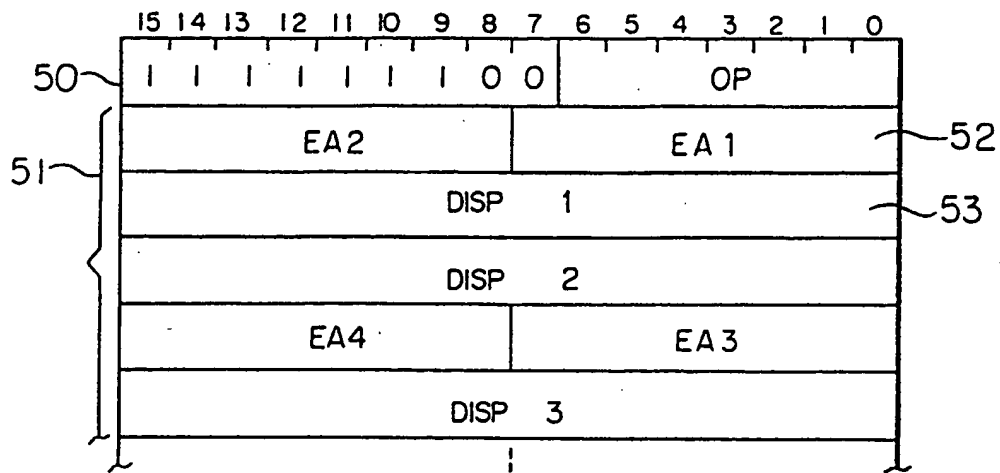 15 14 13 12 11 10 9 8 7 6 5 4 3 2 1 0
50 1 1 1 1 1 1 1 0 0 OP
EA2 EA1 52
51
DISP 1 53
DISP 2
EA4 EA3
DISP 3